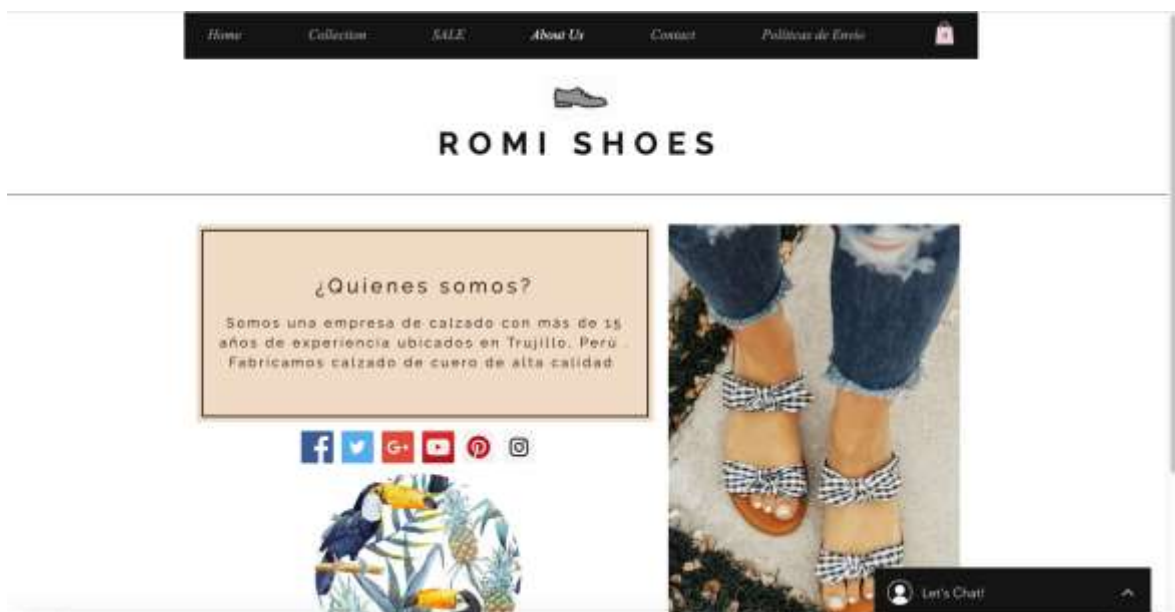 Home Collection SALE About Us Contact Políticas de Envío
0
ROMI SHOES
¿Quienes somos?
Somos una empresa de calzado con más de 15
años de experiencia ubicados en Trujillo, Perú .
Fabricamos calzado de cuero de alta calidad
f G+
Let's Chat!